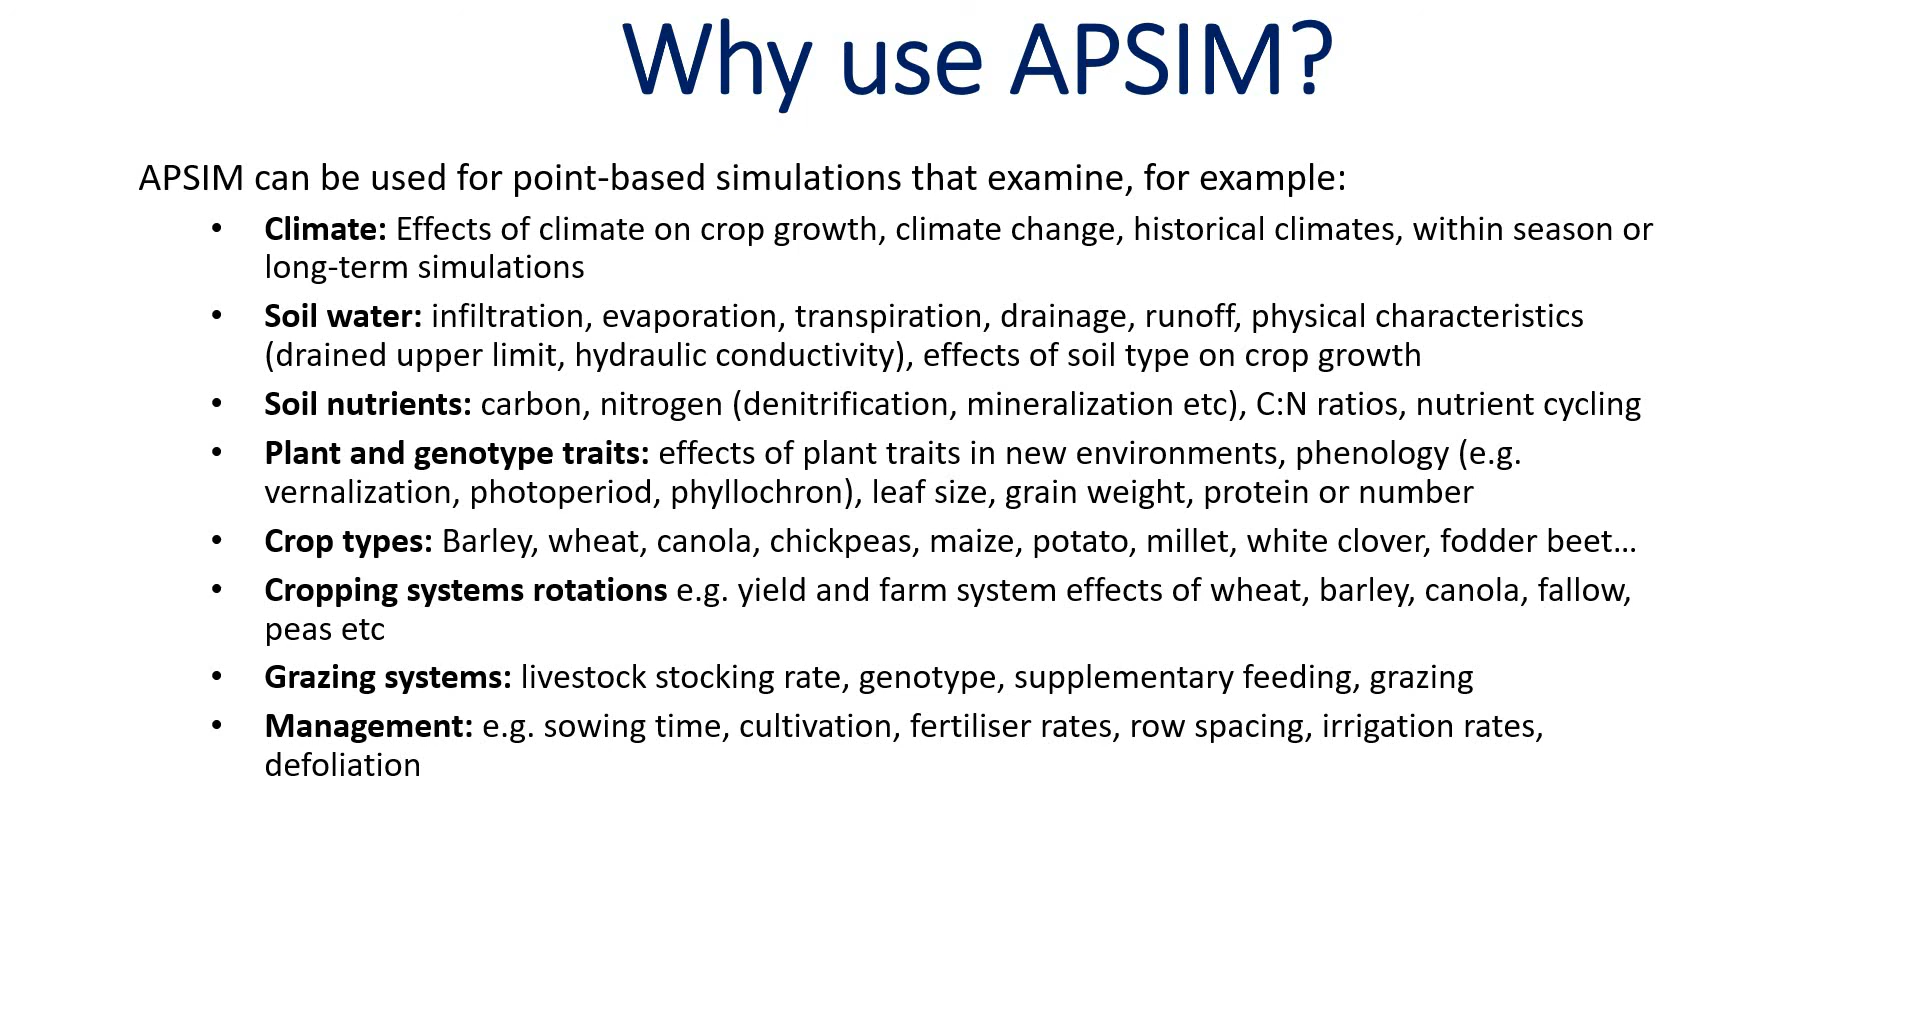 Why use APSIM?
APSIM can be used for point-based simulations that examine, for example:
• Climate: Effects of climate on crop growth, climate change, historical climates, within season or
long-term simulations
• Soil water: infiltration, evaporation, transpiration, drainage, runoff, physical characteristics
(drained upper limit, hydraulic conductivity), effects of soil type on crop growth
• Soil nutrients: carbon, nitrogen (denitrification, mineralization etc), C:N ratios, nutrient cycling
• Plant and genotype traits: effects of plant traits in new environments, phenology (e.g.
vernalization, photoperiod, phyllochron), leaf size, grain weight, protein or number
• Crop types: Barley, wheat, canola, chickpeas, maize, potato, millet, white clover, fodder beet...
• Cropping systems rotations e.g. yield and farm system effects of wheat, barley, canola, fallow,
peas etc
• Grazing systems: livestock stocking rate, genotype, supplementary feeding, grazing
• Management: e.g. sowing time, cultivation, fertiliser rates, row spacing, irrigation rates,
defoliation